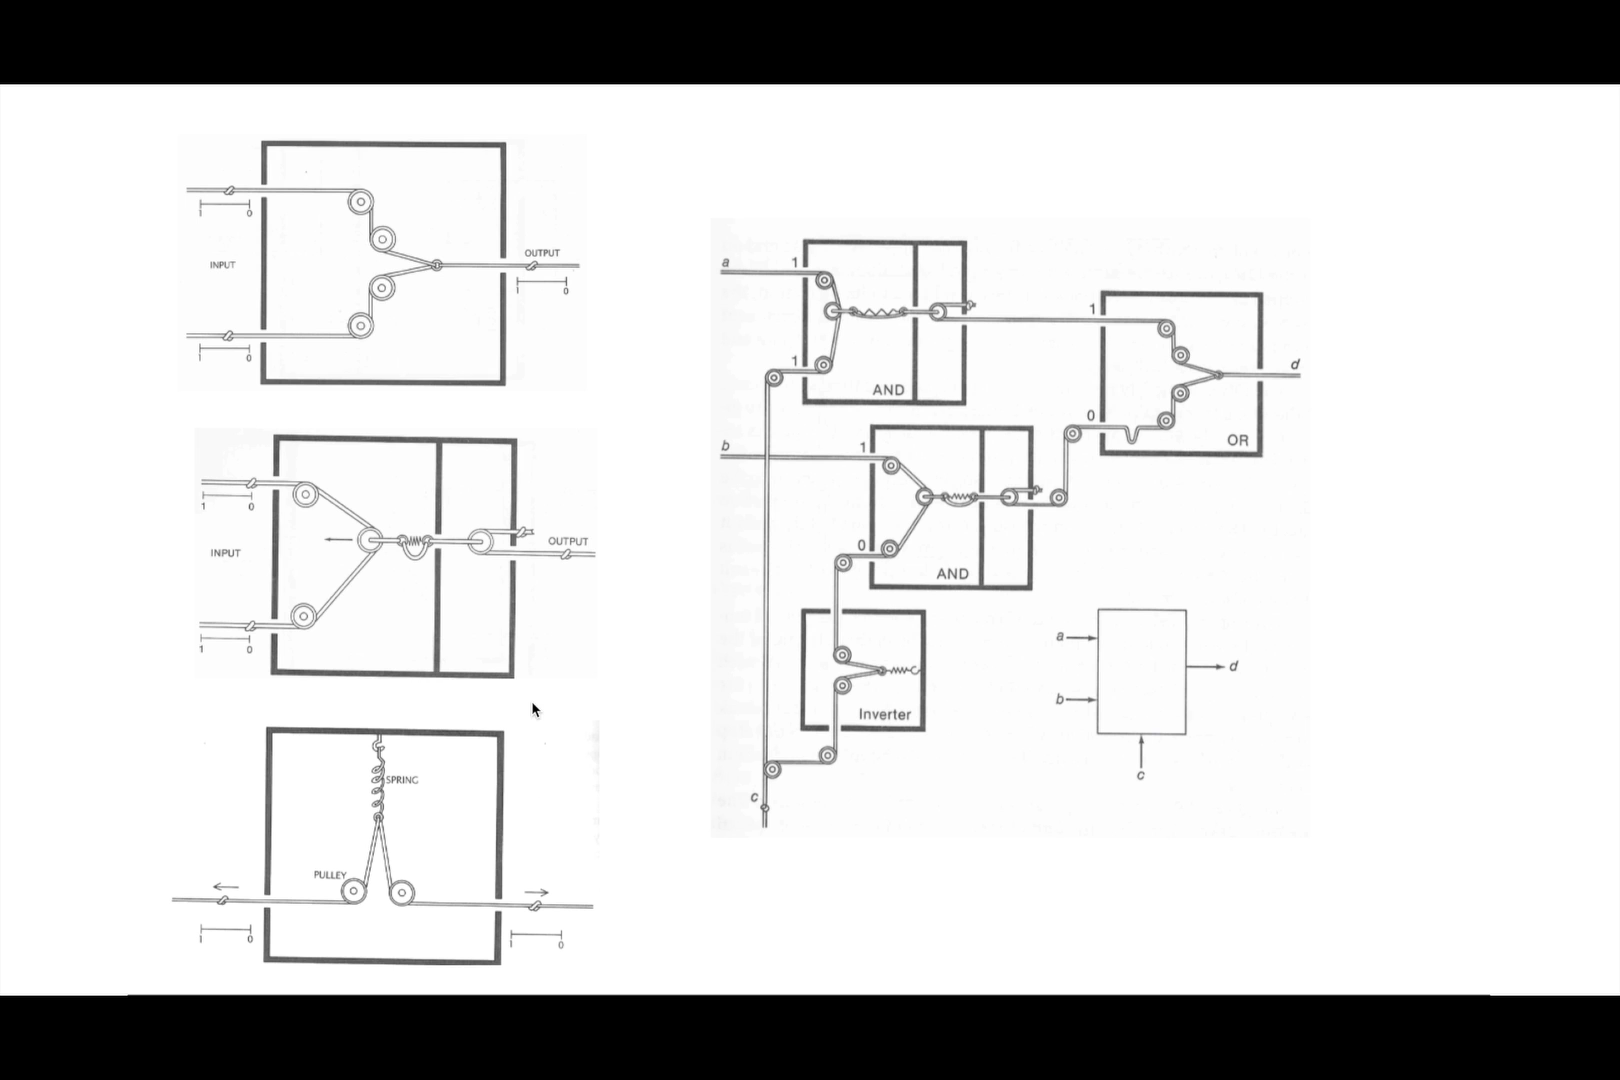 1 0
INPUT
OUTPUT
1 0
1 0
1 0
INPUT
OUTPUT
1 0
SPRING
PULLEY
1 0
1 0
a 1
1
AND
b 1
0
AND
Inverter
c
1
0
OR
d
a
b
d
c